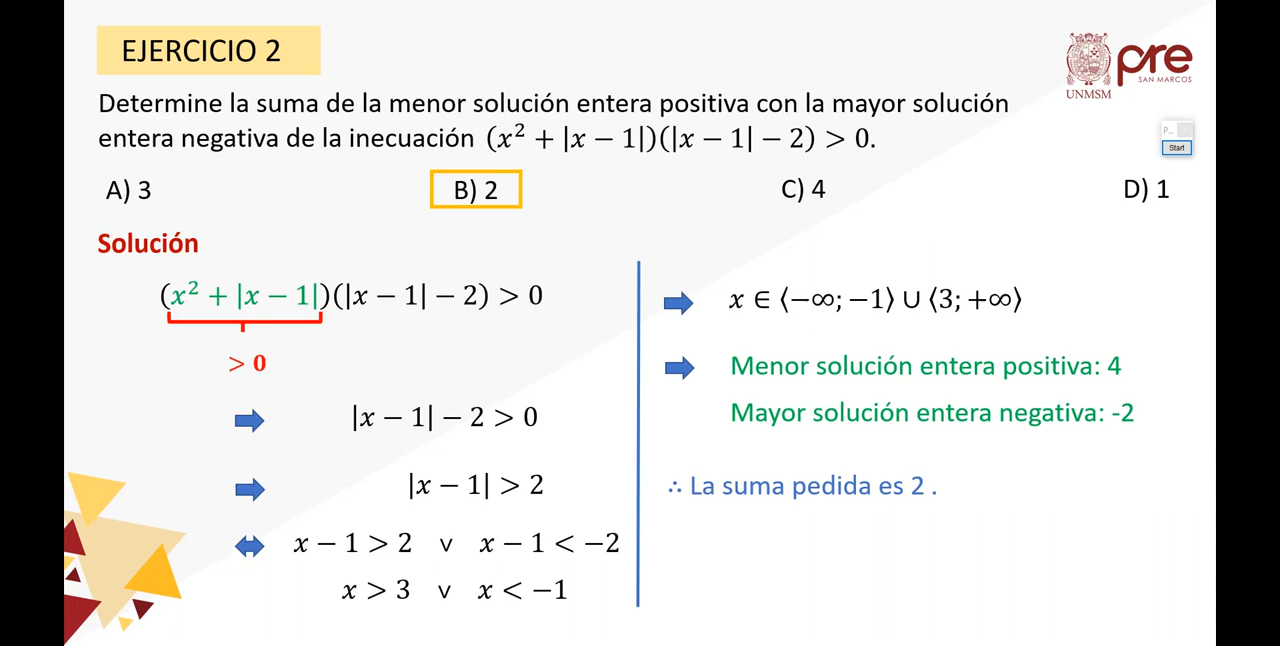 EJERCICIO 2
pre
SAN MARCOS
UNMSM
Determine la suma de la menor solución entera positiva con la mayor solución
entera negativa de la inecuación (x² + |x − 1|)(|x − 1| − 2) > 0.
P...
Start
A) 3 B) 2 C) 4 D) 1
Solución
(x² + |x − 1|)(|x − 1| − 2) > 0
> 0
|x − 1| − 2 > 0
|x − 1| > 2
x − 1 > 2 ∨ x − 1 < −2
x > 3 ∨ x < −1
x ∈ ⟨−∞; −1⟩ ∪ ⟨3; +∞⟩
Menor solución entera positiva: 4
Mayor solución entera negativa: -2
∴ La suma pedida es 2 .